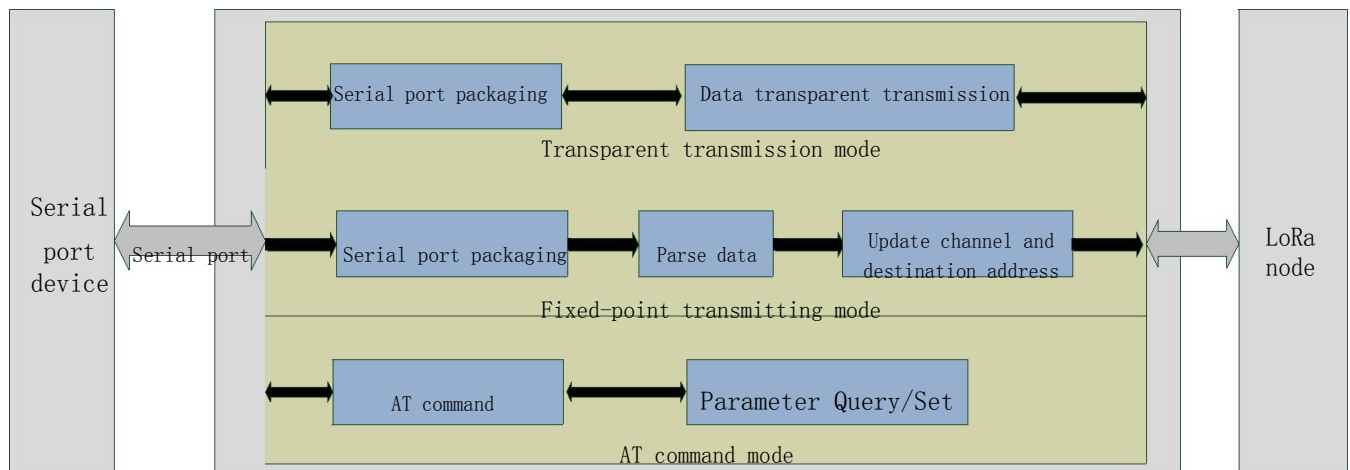 Serial
port
device
Serial port
Serial port packaging
Data transparent transmission
Transparent transmission mode
Serial port packaging
Parse data
Update channel and
destination address
Fixed-point transmitting mode
AT command
Parameter Query/Set
AT command mode
LoRa
node